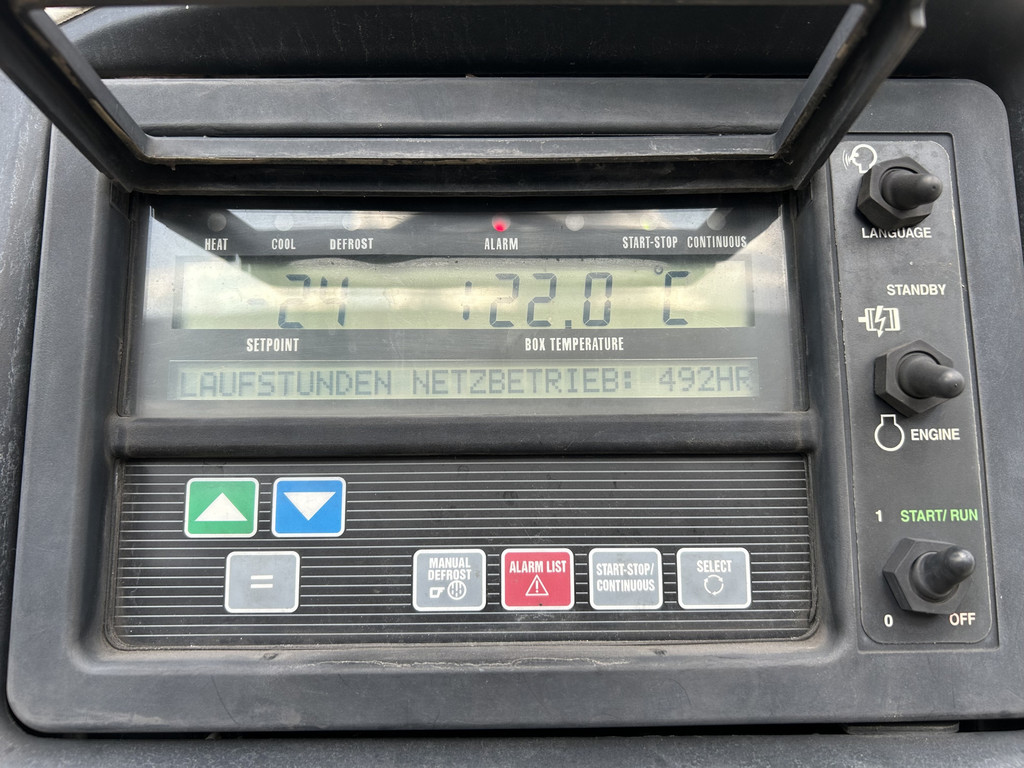 HEAT COOL DEFROST ALARM START-STOP CONTINUOUS
-24 +22.0 °C
SETPOINT BOX TEMPERATURE
LAUFSTUNDEN NETZBETRIEB: 492HR
=
MANUAL
DEFROST
ALARM LIST
START-STOP/
CONTINUOUS
SELECT
LANGUAGE
STANDBY
ENGINE
1 START/RUN
0 OFF